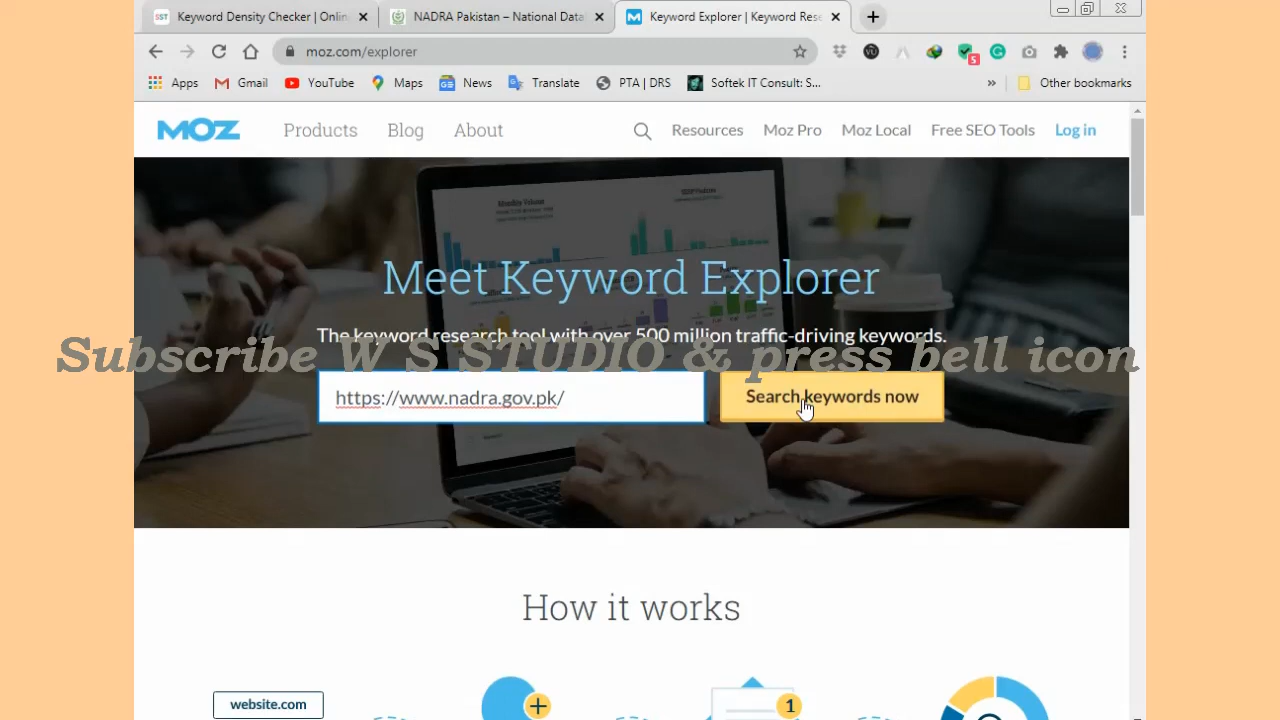 Keyword Density Checker | Onlin
NADRA Pakistan – National Data
Keyword Explorer | Keyword Rese
moz.com/explorer
5
Apps Gmail YouTube Maps News Translate PTA | DRS Softek IT Consult: S... » Other bookmarks
MOZ Products Blog About Resources Moz Pro Moz Local Free SEO Tools Log in
Meet Keyword Explorer
The keyword research tool with over 500 million traffic-driving keywords.
Subscribe W S STUDIO & press bell icon
https://www.nadra.gov.pk/
Search keywords now
How it works
website.com
1